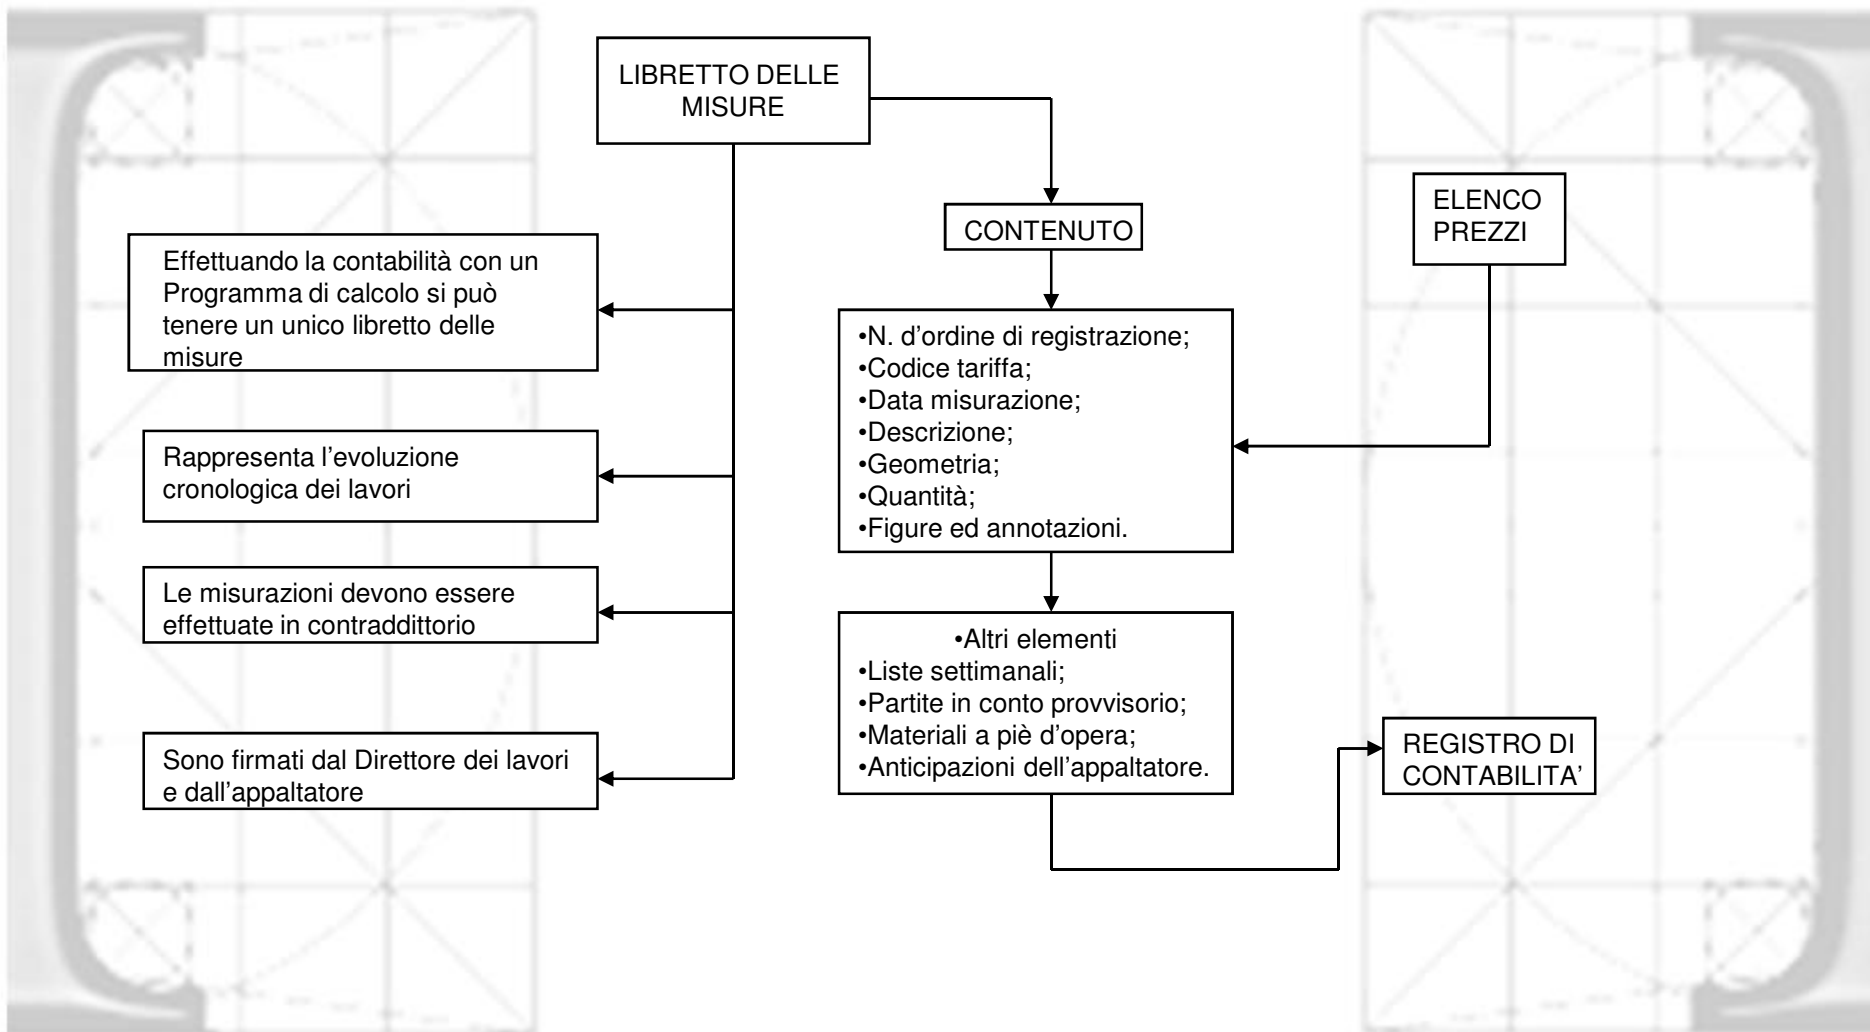 LIBRETTO DELLE
MISURE
CONTENUTO
ELENCO
PREZZI
Effettuando la contabilità con un
Programma di calcolo si può
tenere un unico libretto delle
misure
Rappresenta l’evoluzione
cronologica dei lavori
Le misurazioni devono essere
effettuate in contraddittorio
Sono firmati dal Direttore dei lavori
e dall’appaltatore
•N. d’ordine di registrazione;
•Codice tariffa;
•Data misurazione;
•Descrizione;
•Geometria;
•Quantità;
•Figure ed annotazioni.
•Altri elementi
•Liste settimanali;
•Partite in conto provvisorio;
•Materiali a piè d’opera;
•Anticipazioni dell’appaltatore.
REGISTRO DI
CONTABILITA’